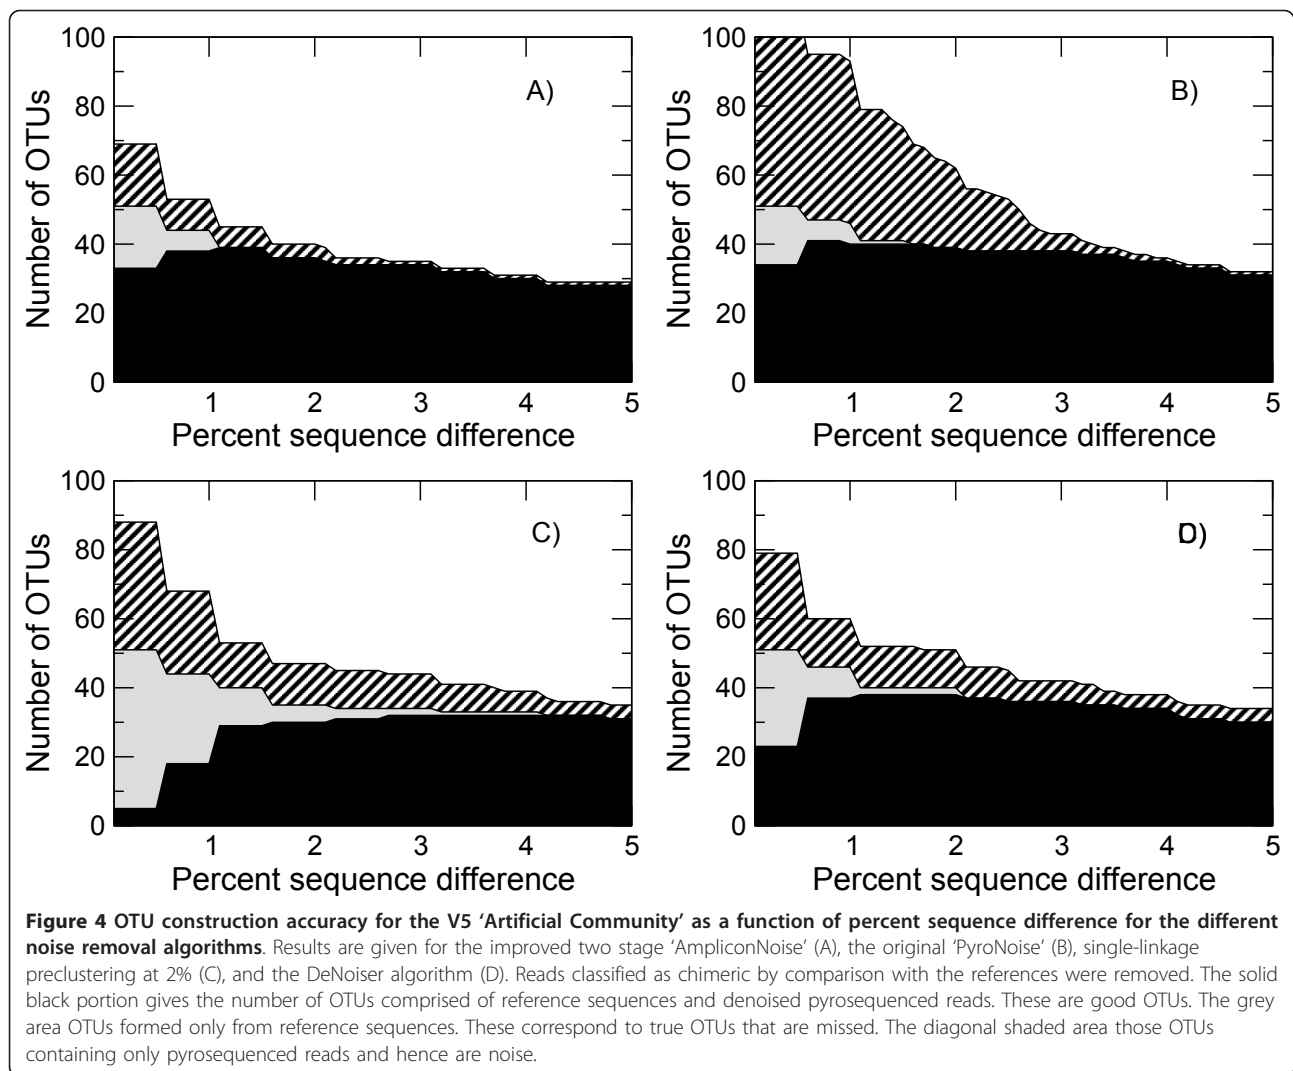 100
80
60
40
20
0
Number of OTUs
A)
1 2 3 4 5
Percent sequence difference
100
80
60
40
20
0
Number of OTUs
B)
1 2 3 4 5
Percent sequence difference
100
80
60
40
20
0
Number of OTUs
C)
1 2 3 4 5
Percent sequence difference
100
80
60
40
20
0
Number of OTUs
D)
1 2 3 4 5
Percent sequence difference
Figure 4 OTU construction accuracy for the V5 ‘Artificial Community’ as a function of percent sequence difference for the different
noise removal algorithms. Results are given for the improved two stage ‘AmpliconNoise’ (A), the original ‘PyroNoise’ (B), single-linkage
preclustering at 2% (C), and the DeNoiser algorithm (D). Reads classified as chimeric by comparison with the references were removed. The solid
black portion gives the number of OTUs comprised of reference sequences and denoised pyrosequenced reads. These are good OTUs. The grey
area OTUs formed only from reference sequences. These correspond to true OTUs that are missed. The diagonal shaded area those OTUs
containing only pyrosequenced reads and hence are noise.